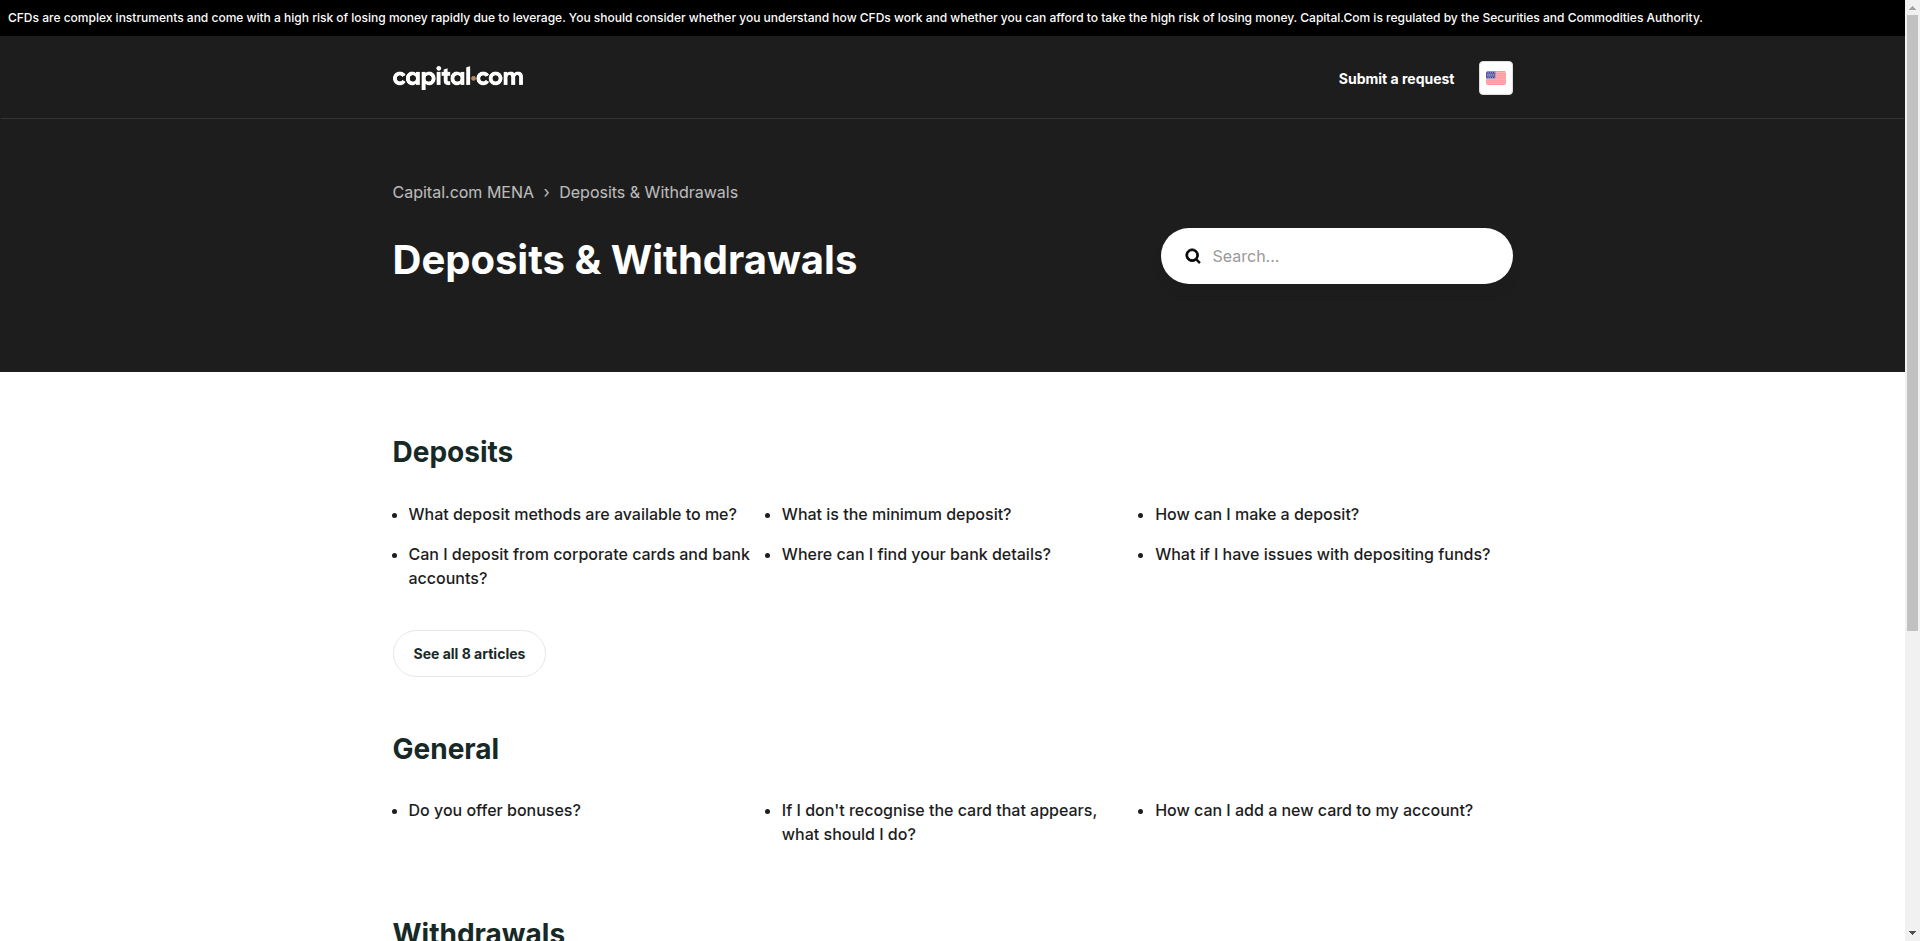 CFDs are complex instruments and come with a high risk of losing money rapidly due to leverage. You should consider whether you understand how CFDs work and whether you can afford to take the high risk of losing money. Capital.Com is regulated by the Securities and Commodities Authority.
capital.com
Submit a request
Capital.com MENA › Deposits & Withdrawals
Deposits & Withdrawals
Search...
Deposits
• What deposit methods are available to me?
• What is the minimum deposit?
• How can I make a deposit?
• Can I deposit from corporate cards and bank
accounts?
• Where can I find your bank details?
• What if I have issues with depositing funds?
See all 8 articles
General
• Do you offer bonuses?
• If I don't recognise the card that appears,
what should I do?
• How can I add a new card to my account?
Withdrawals